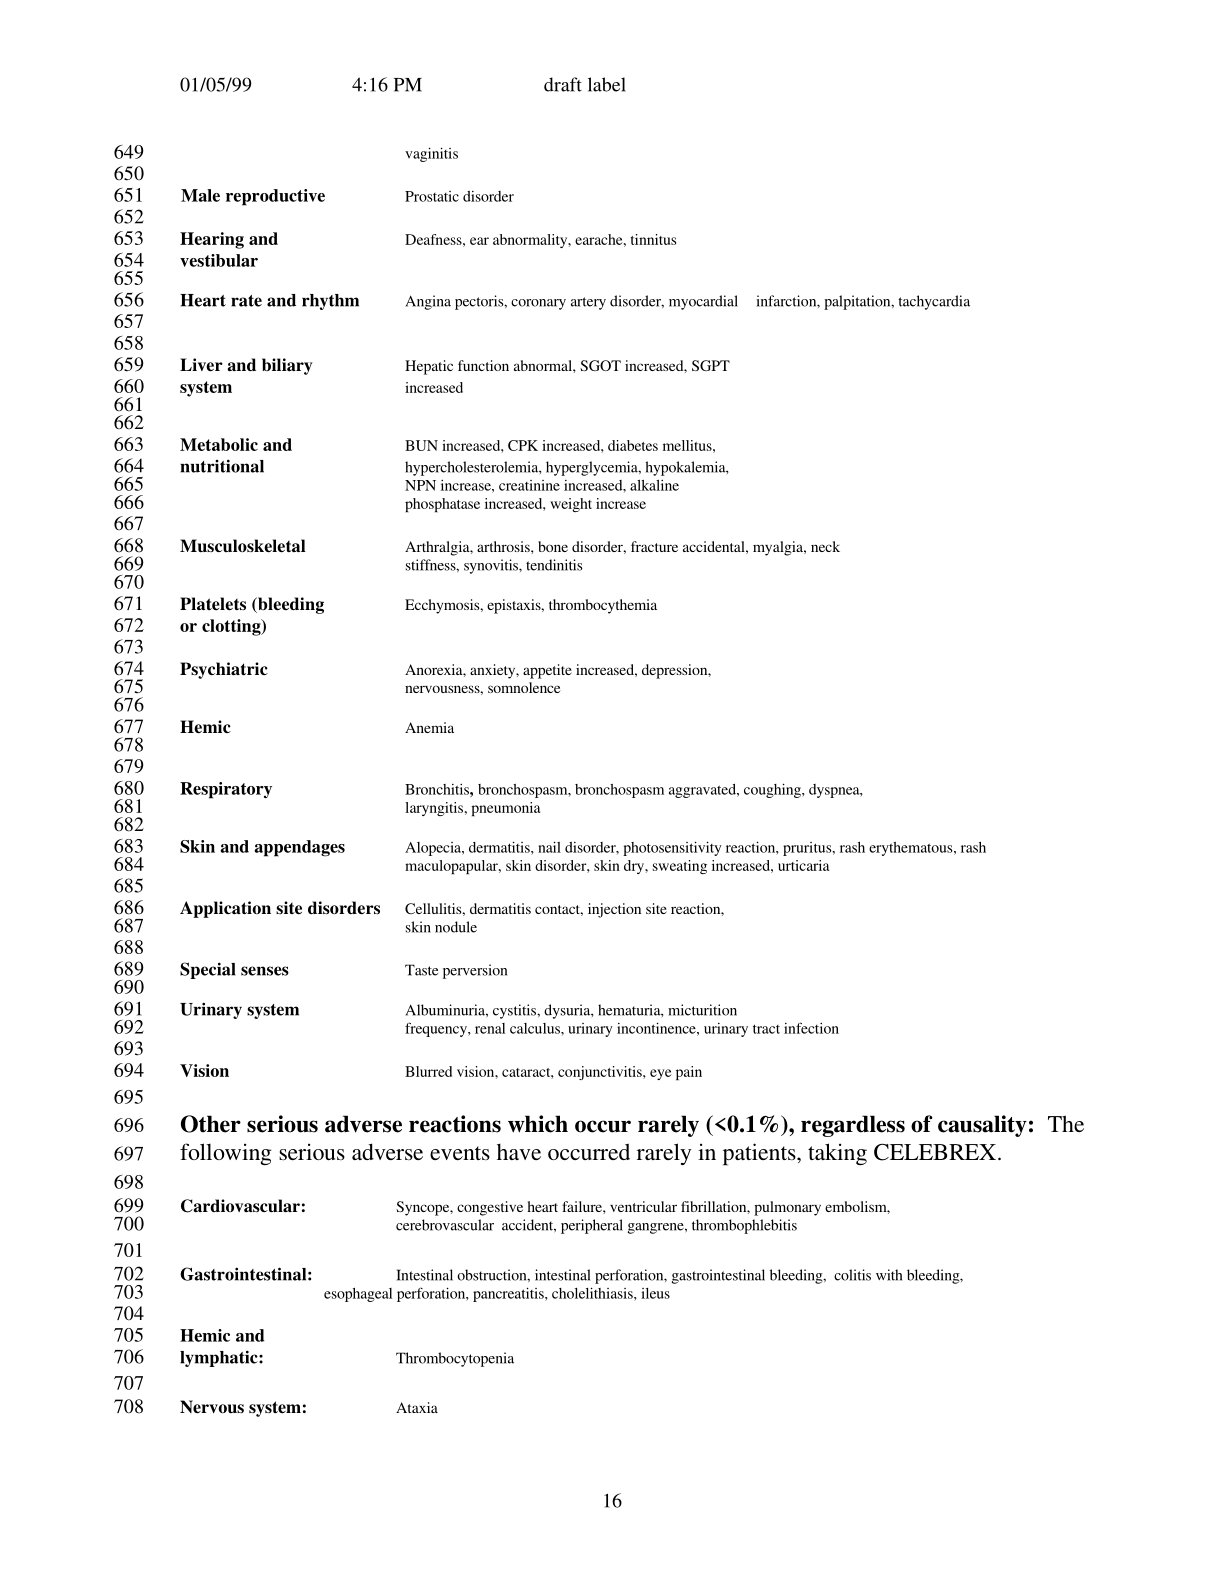 01/05/99 4:16 PM draft label
649 vaginitis
650
651 Male reproductive Prostatic disorder
652
653 Hearing and Deafness, ear abnormality, earache, tinnitus
654 vestibular
655
656 Heart rate and rhythm Angina pectoris, coronary artery disorder, myocardial infarction, palpitation, tachycardia
657
658
659 Liver and biliary Hepatic function abnormal, SGOT increased, SGPT
660 system increased
661
662
663 Metabolic and BUN increased, CPK increased, diabetes mellitus,
664 nutritional hypercholesterolemia, hyperglycemia, hypokalemia,
665 NPN increase, creatinine increased, alkaline
666 phosphatase increased, weight increase
667
668 Musculoskeletal Arthralgia, arthrosis, bone disorder, fracture accidental, myalgia, neck
669 stiffness, synovitis, tendinitis
670
671 Platelets (bleeding Ecchymosis, epistaxis, thrombocythemia
672 or clotting)
673
674 Psychiatric Anorexia, anxiety, appetite increased, depression,
675 nervousness, somnolence
676
677 Hemic Anemia
678
679
680 Respiratory Bronchitis, bronchospasm, bronchospasm aggravated, coughing, dyspnea,
681 laryngitis, pneumonia
682
683 Skin and appendages Alopecia, dermatitis, nail disorder, photosensitivity reaction, pruritus, rash erythematous, rash
684 maculopapular, skin disorder, skin dry, sweating increased, urticaria
685
686 Application site disorders Cellulitis, dermatitis contact, injection site reaction,
687 skin nodule
688
689 Special senses Taste perversion
690
691 Urinary system Albuminuria, cystitis, dysuria, hematuria, micturition
692 frequency, renal calculus, urinary incontinence, urinary tract infection
693
694 Vision Blurred vision, cataract, conjunctivitis, eye pain
695
696 Other serious adverse reactions which occur rarely (<0.1%), regardless of causality: The
697 following serious adverse events have occurred rarely in patients, taking CELEBREX.
698
699 Cardiovascular: Syncope, congestive heart failure, ventricular fibrillation, pulmonary embolism,
700 cerebrovascular accident, peripheral gangrene, thrombophlebitis
701
702 Gastrointestinal: Intestinal obstruction, intestinal perforation, gastrointestinal bleeding, colitis with bleeding,
703 esophageal perforation, pancreatitis, cholelithiasis, ileus
704
705 Hemic and
706 lymphatic: Thrombocytopenia
707
708 Nervous system: Ataxia
16